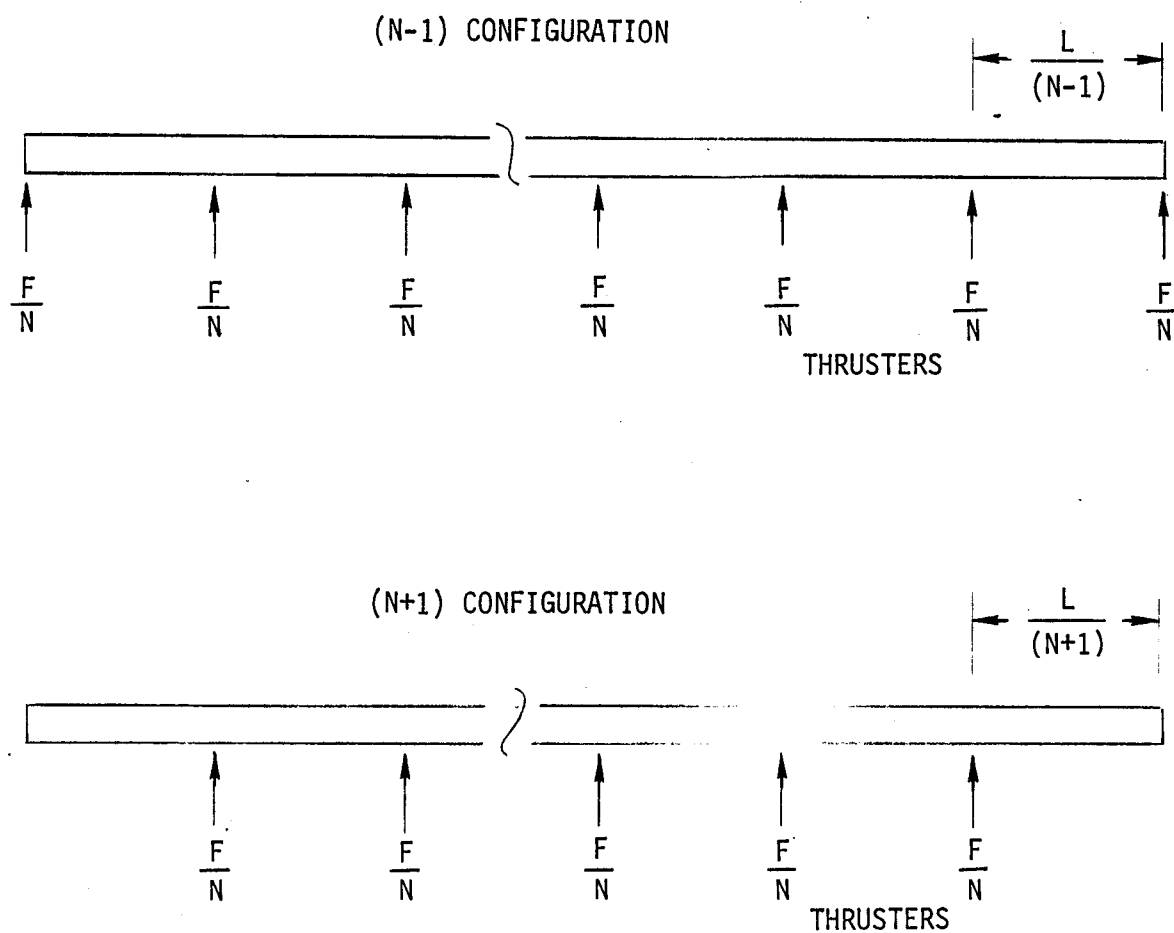 (N-1) CONFIGURATION
L
(N-1)
F F F F F F F
N N N N N N N
THRUSTERS
(N+1) CONFIGURATION
L
(N+1)
F F F F F
N N N N N
THRUSTERS